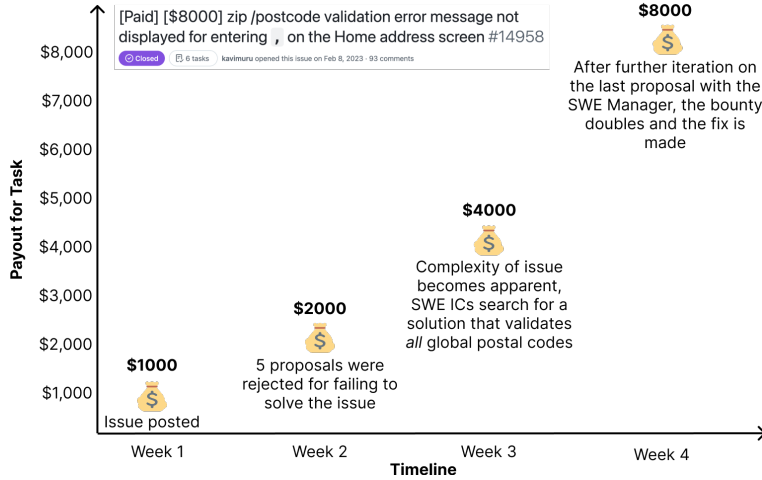 [Paid] [$8000] zip /postcode validation error message not
displayed for entering , on the Home address screen #14958
Closed
6 tasks
kavimuru opened this issue on Feb 8, 2023 · 93 comments
$8000
After further iteration on
the last proposal with the
SWE Manager, the bounty
doubles and the fix is
made
$4000
$
Complexity of issue
becomes apparent,
SWE ICs search for a
solution that validates
all global postal codes
$2000
$
5 proposals were
rejected for failing to
solve the issue
$1000
$
Issue posted
$
Payout for Task
$8,000
$7,000
$6,000
$5,000
$4,000
$3,000
$2,000
$1,000
Week 1
Week 2
Week 3
Week 4
Timeline